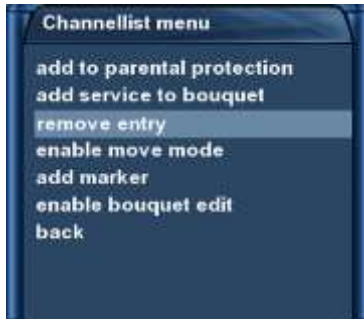 Channellist menu
add to parental protection
add service to bouquet
remove entry
enable move mode
add marker
enable bouquet edit
back